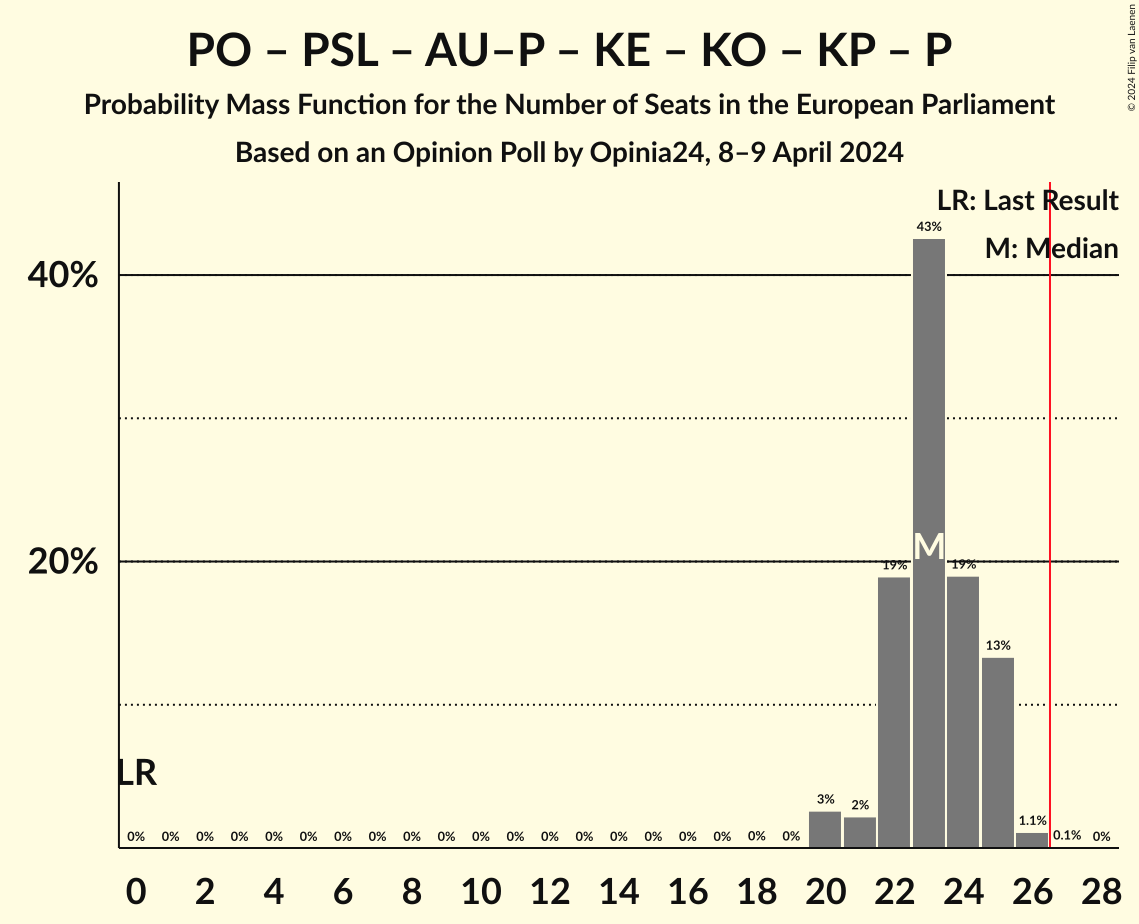 PO – PSL – AU–P – KE – KO – KP – P
Probability Mass Function for the Number of Seats in the European Parliament
Based on an Opinion Poll by Opinia24, 8–9 April 2024
© 2024 Filip van Laenen
LR: Last Result
M: Median
43%
40%
M
20%
19% 19%
13%
LR
3% 2% 1.1% 0.1% 0%
0% 0% 0% 0% 0% 0% 0% 0% 0% 0% 0% 0% 0% 0% 0% 0% 0% 0% 0% 0%
0 2 4 6 8 10 12 14 16 18 20 22 24 26 28